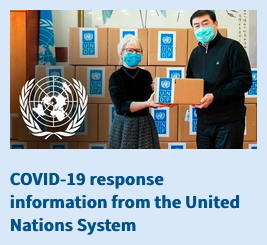 COVID-19 response
information from the United
Nations System